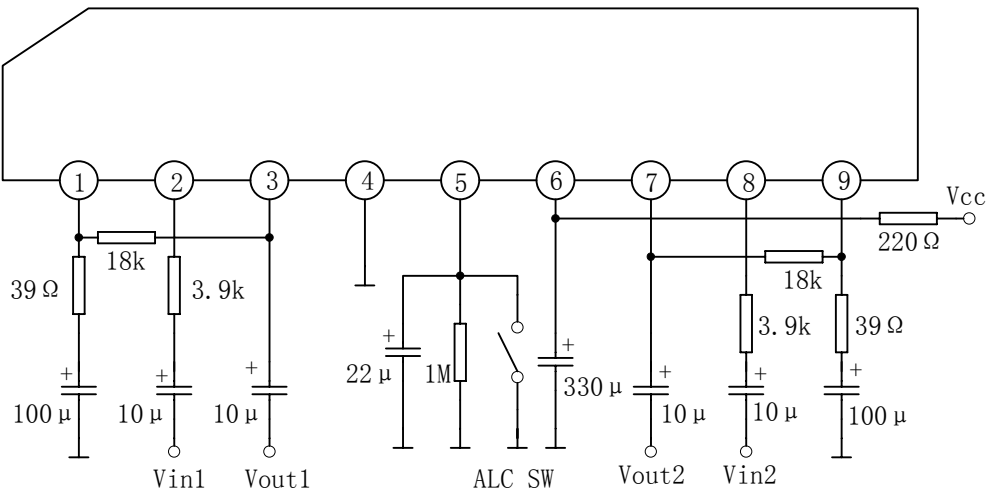 1 2 3 4 5 6 7 8 9
Vcc
220Ω
18k
18k
39Ω
3.9k
3.9k
39Ω
22μ
1M
330μ
+ + + + + + + +
100μ
10μ
10μ
10μ
10μ
100μ
Vin1
Vout1
ALC SW
Vout2
Vin2